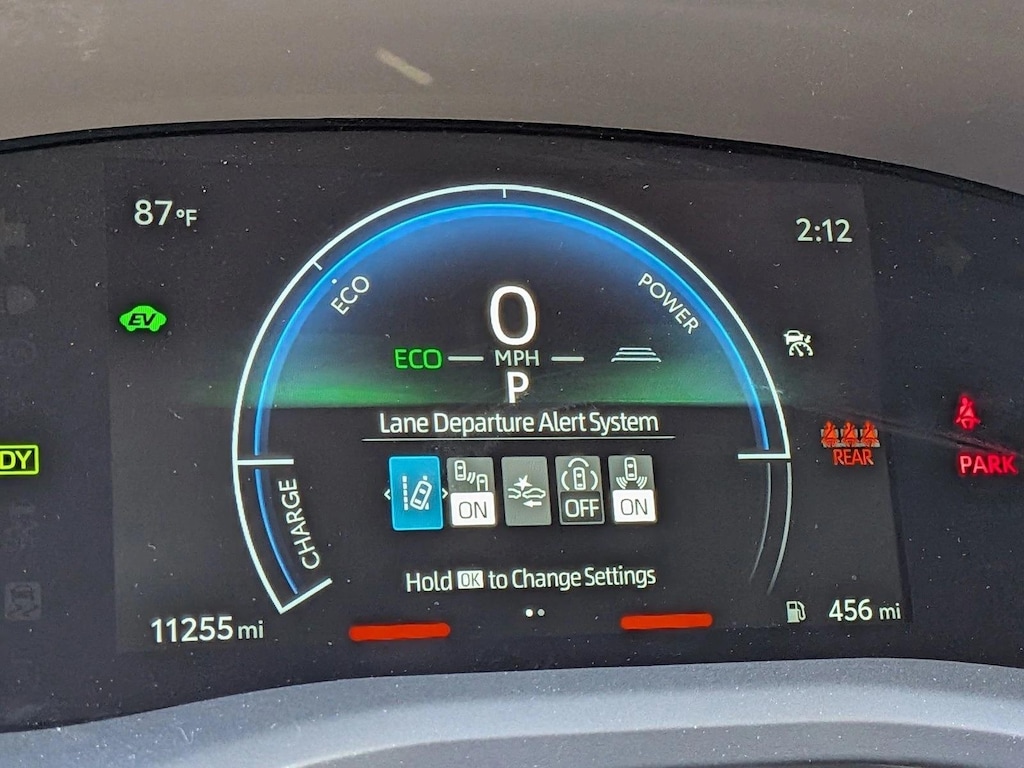 87°F
2:12
ECO
POWER
EV
0
ECO
MPH
P
Lane Departure Alert System
REAR
PARK
DY
ON
OFF
ON
CHARGE
Hold OK to Change Settings
11255 mi
456 mi